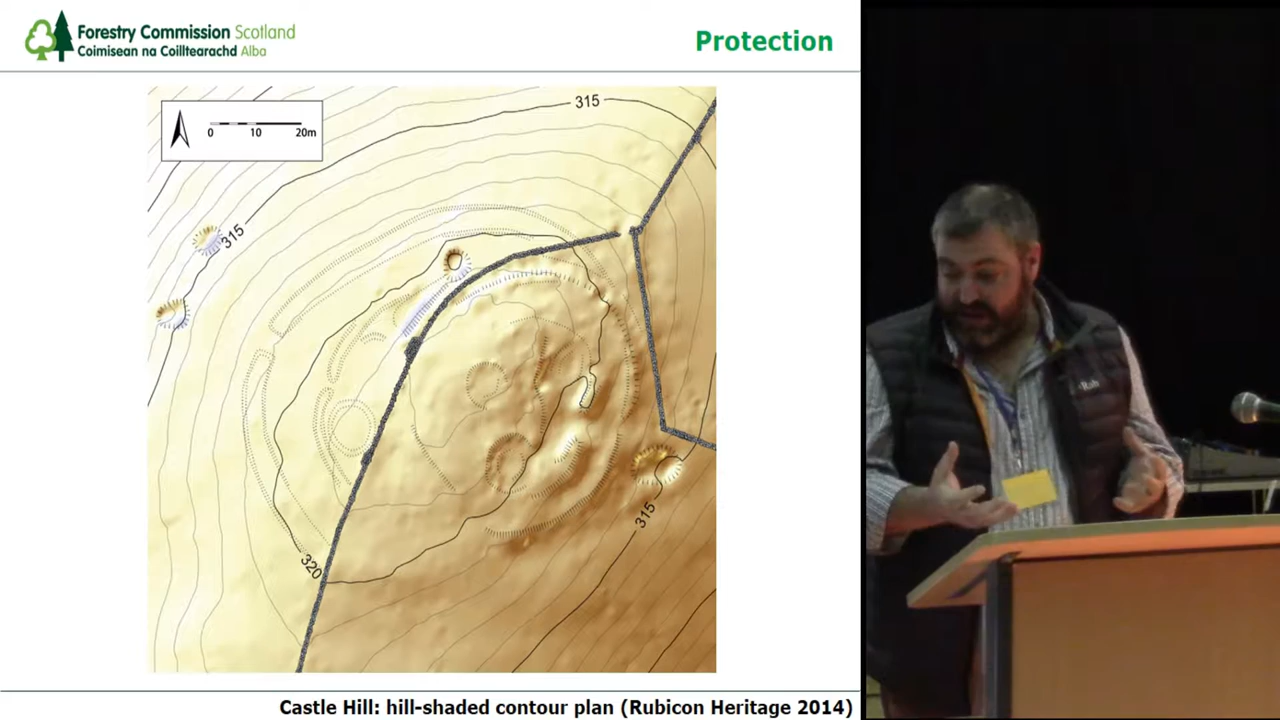 Forestry Commission Scotland
Coimisean na Coilltearachd Alba
Protection
315
0 10 20m
315
315
320
Castle Hill: hill-shaded contour plan (Rubicon Heritage 2014)
Rab